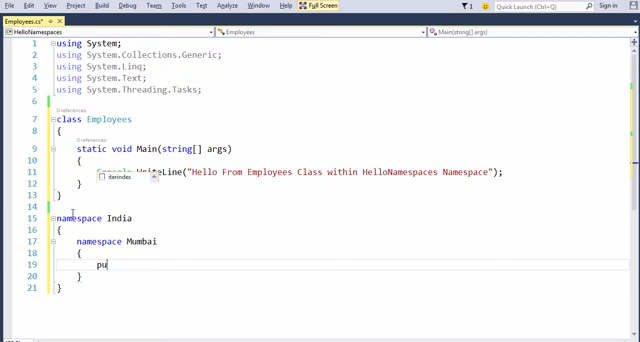 File Edit View Project Build Debug Team Tools Test Analyze Window Help Full Screen 1 Quick Launch (Ctrl+Q) Sign in
Employees.cs*
HelloNamespaces Employees Main(string[] args)
1 using System;
2 using System.Collections.Generic;
3 using System.Linq;
4 using System.Text;
5 using System.Threading.Tasks;
6
0 references
7 class Employees
8 {
0 references
9 static void Main(string[] args)
10 {
11 Console.WriteLine("Hello From Employees Class within HelloNamespaces Namespace");
iterindex
12 }
13 }
14
15 namespace India
16 {
17 namespace Mumbai
18 {
19 pu
20 }
21 }